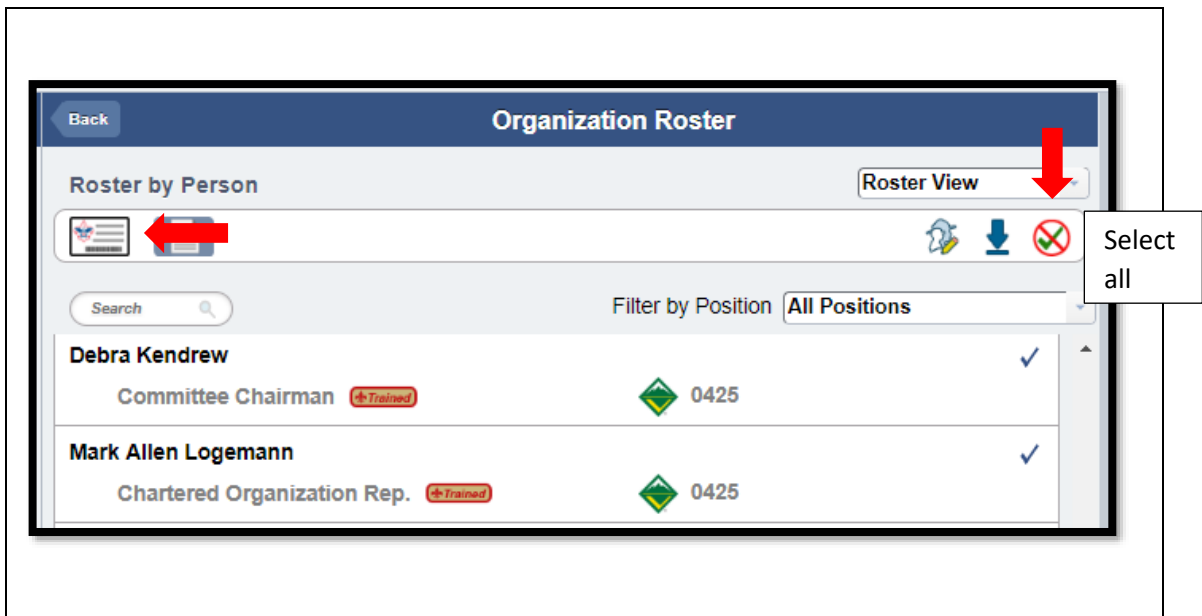 Back
Organization Roster
Roster by Person
Roster View
Select
all
Search
Filter by Position All Positions
Debra Kendrew
Committee Chairman Trained 0425
Mark Allen Logemann
Chartered Organization Rep. Trained 0425